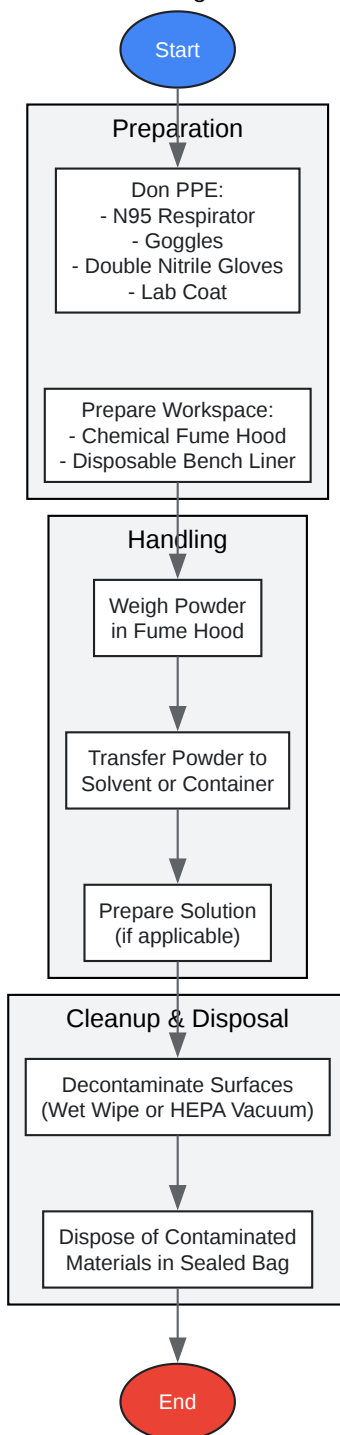 Start
Preparation
Don PPE:
- N95 Respirator
- Goggles
- Double Nitrile Gloves
- Lab Coat
Prepare Workspace:
- Chemical Fume Hood
- Disposable Bench Liner
Handling
Weigh Powder
in Fume Hood
Transfer Powder to
Solvent or Container
Prepare Solution
(if applicable)
Cleanup & Disposal
Decontaminate Surfaces
(Wet Wipe or HEPA Vacuum)
Dispose of Contaminated
Materials in Sealed Bag
End